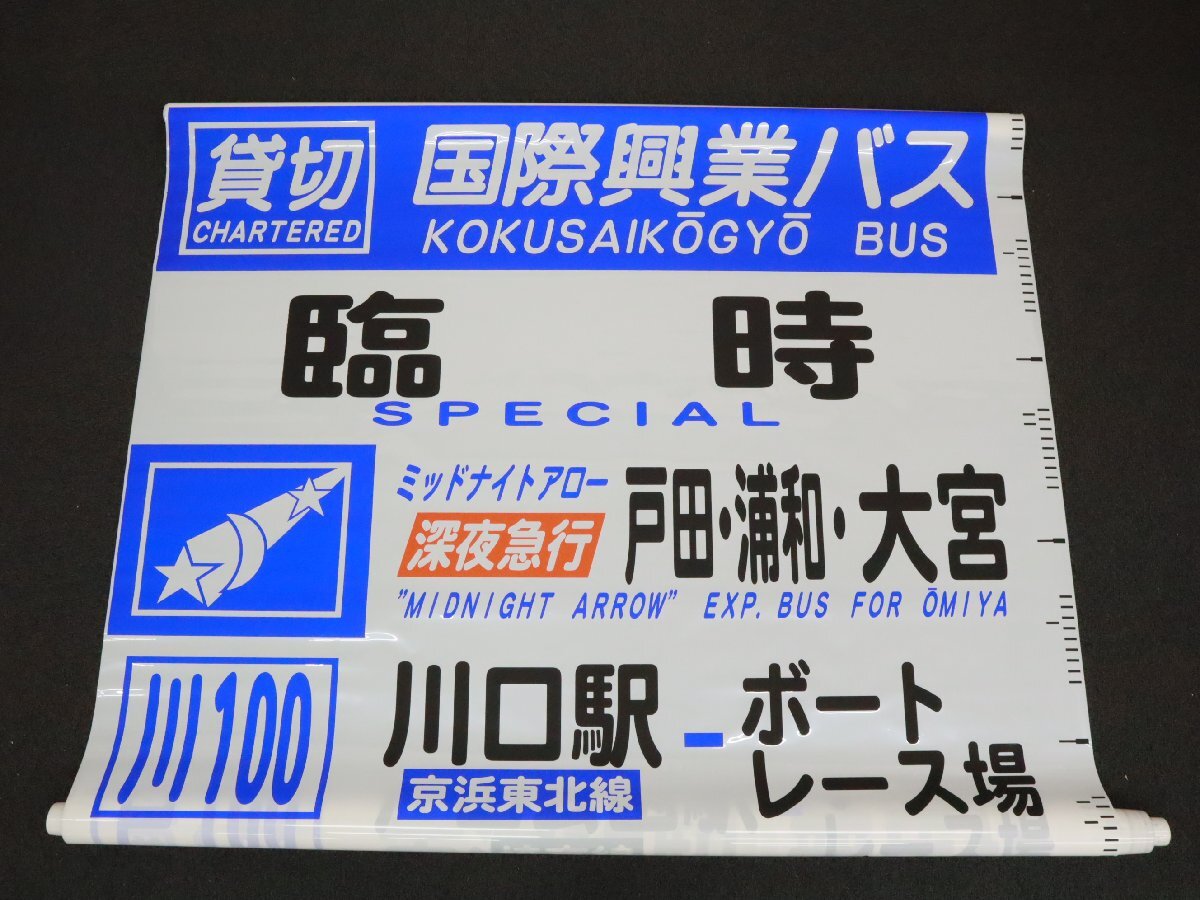 貸切 国際興業バス
CHARTERED KOKUSAIKŌGYŌ BUS
臨時
SPECIAL
ミッドナイトアロー
深夜急行 戸田・浦和・大宮
"MIDNIGHT ARROW" EXP. BUS FOR ŌMIYA
川100 川口駅 - ボート
京浜東北線 レース場